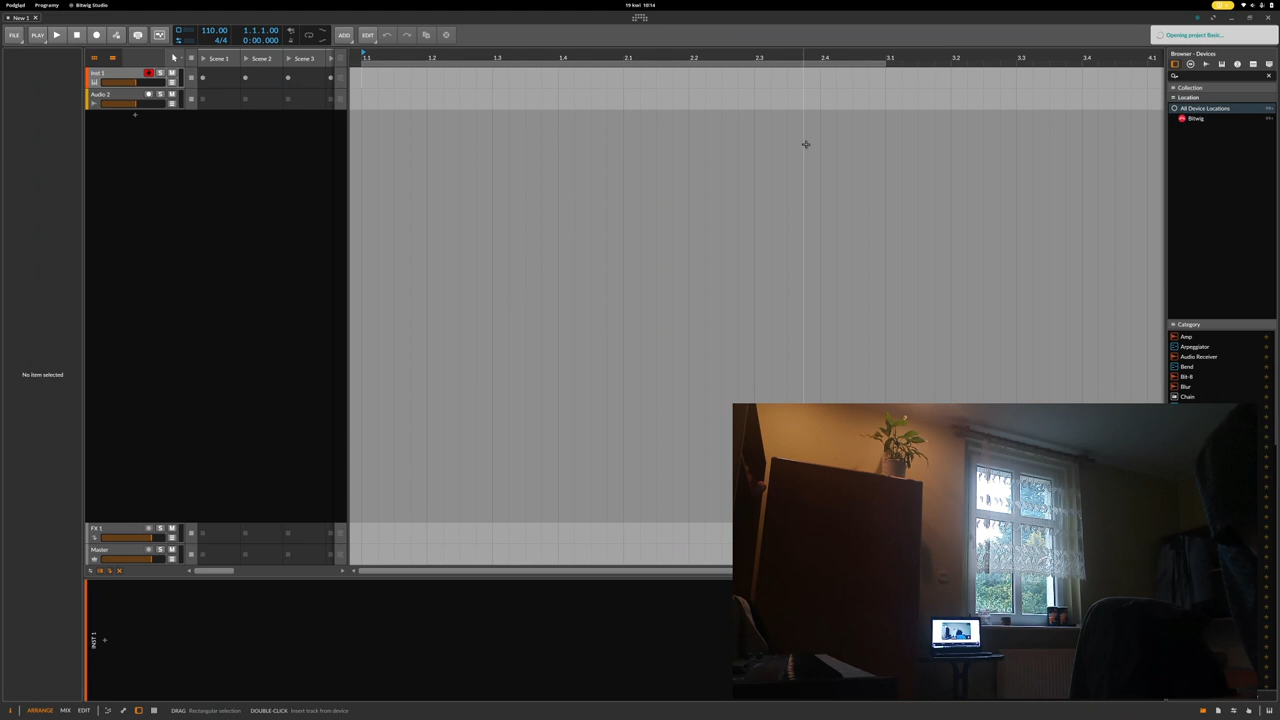 Podgląd Programy Bitwig Studio 19 kwi 10:14
New 1
FILE PLAY 110.00 4/4 1.1.1.00 0:00.000 ADD EDIT Opening project Basic...
Scene 1 Scene 2 Scene 3 1.1 1.2 1.3 1.4 2.1 2.2 2.3 2.4 3.1 3.2 3.3 3.4 4.1
Inst 1 S M
Audio 2 S M
+
No item selected
FX 1 S M
Master S M
INST 1 +
Browser - Devices
Collection
Location
All Device Locations
Bitwig
Category
Amp
Arpeggiator
Audio Receiver
Bend
Bit-8
Blur
Chain
i ARRANGE MIX EDIT DRAG Rectangular selection DOUBLE-CLICK Insert track from device